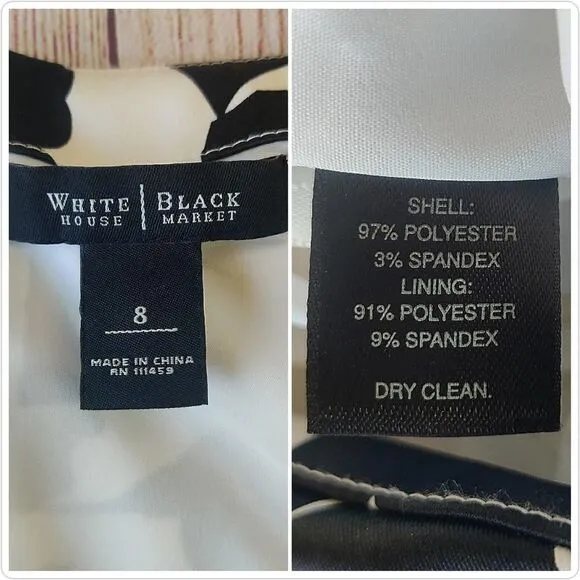 WHITE | BLACK
HOUSE | MARKET
8
MADE IN CHINA
RN 111459
SHELL:
97% POLYESTER
3% SPANDEX
LINING:
91% POLYESTER
9% SPANDEX
DRY CLEAN.